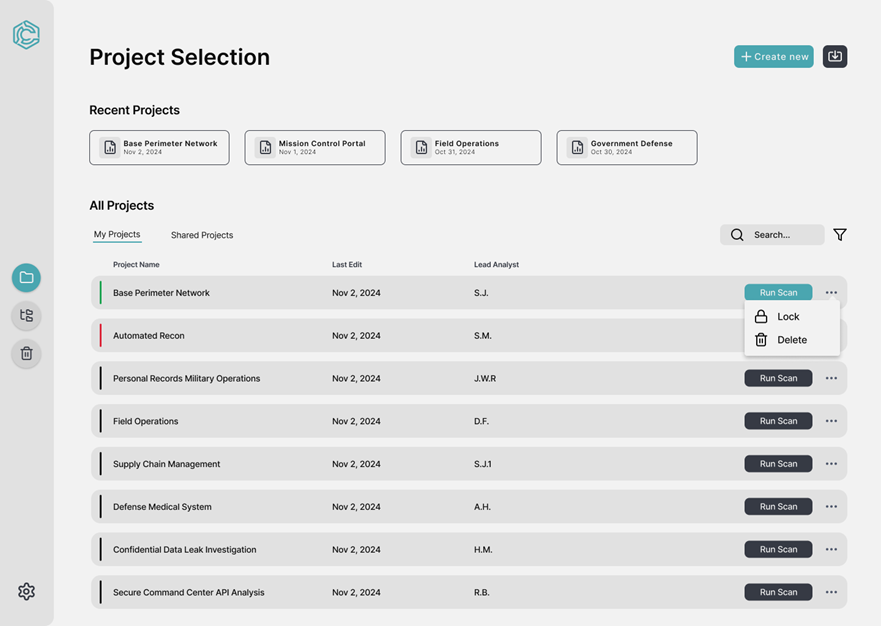 Project Selection
Create new
Recent Projects
Base Perimeter Network
Nov 2, 2024
Mission Control Portal
Nov 1, 2024
Field Operations
Oct 31, 2024
Government Defense
Oct 30, 2024
All Projects
My Projects Shared Projects Search...
Project Name Last Edit Lead Analyst
Base Perimeter Network Nov 2, 2024 S.J. Run Scan
Lock
Automated Recon Nov 2, 2024 S.M.
Delete
Personal Records Military Operations Nov 2, 2024 J.W.R Run Scan
Field Operations Nov 2, 2024 D.F. Run Scan
Supply Chain Management Nov 2, 2024 S.J.1 Run Scan
Defense Medical System Nov 2, 2024 A.H. Run Scan
Confidential Data Leak Investigation Nov 2, 2024 H.M. Run Scan
Secure Command Center API Analysis Nov 2, 2024 R.B. Run Scan